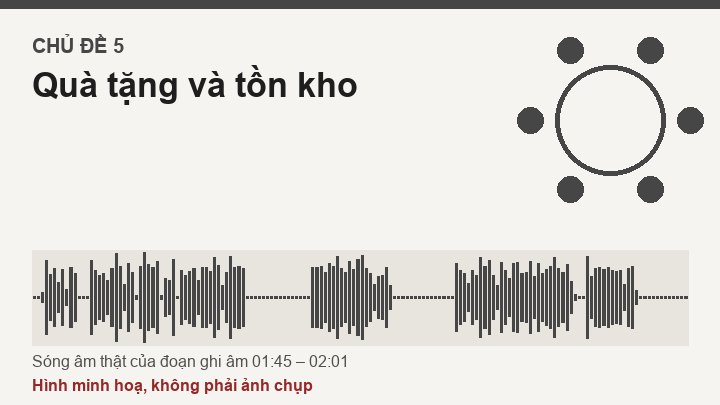 CHỦ ĐỀ 5
Quà tặng và tồn kho
Sóng âm thật của đoạn ghi âm 01:45 – 02:01
Hình minh hoạ, không phải ảnh chụp